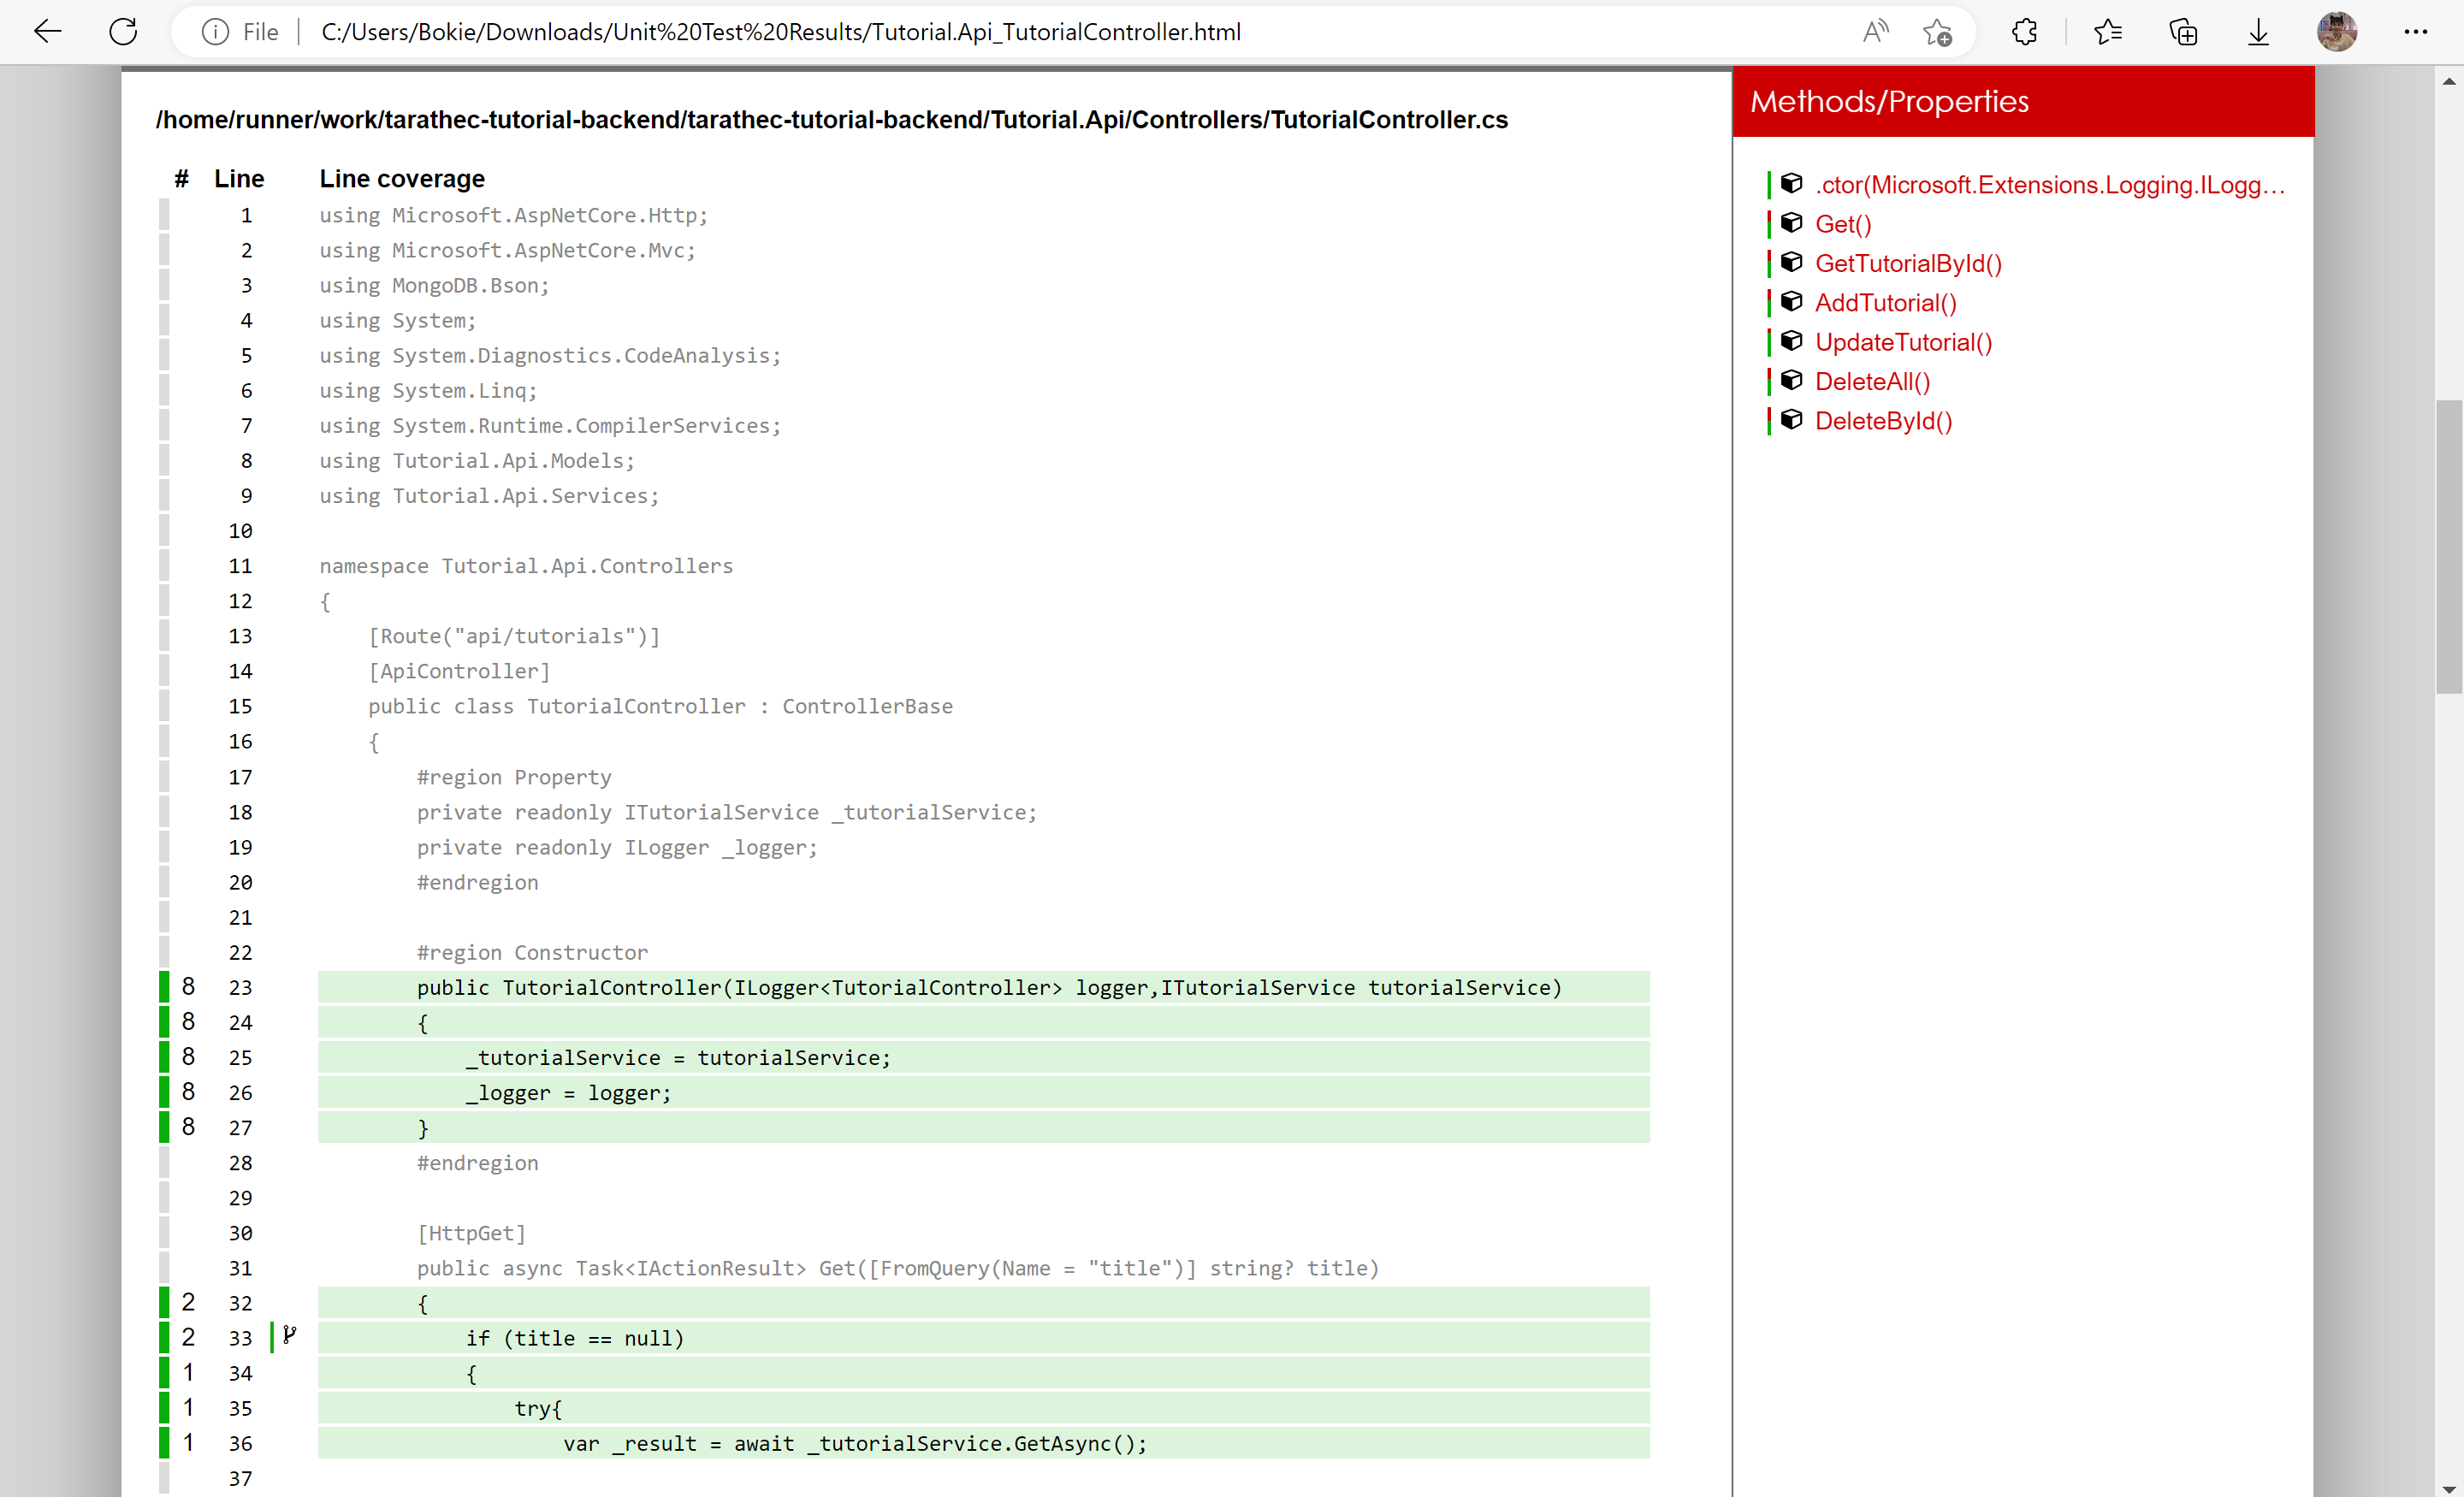 File C:/Users/Bokie/Downloads/Unit%20Test%20Results/Tutorial.Api_TutorialController.html
/home/runner/work/tarathec-tutorial-backend/tarathec-tutorial-backend/Tutorial.Api/Controllers/TutorialController.cs
# Line Line coverage
1 using Microsoft.AspNetCore.Http;
2 using Microsoft.AspNetCore.Mvc;
3 using MongoDB.Bson;
4 using System;
5 using System.Diagnostics.CodeAnalysis;
6 using System.Linq;
7 using System.Runtime.CompilerServices;
8 using Tutorial.Api.Models;
9 using Tutorial.Api.Services;
10
11 namespace Tutorial.Api.Controllers
12 {
13 [Route("api/tutorials")]
14 [ApiController]
15 public class TutorialController : ControllerBase
16 {
17 #region Property
18 private readonly ITutorialService _tutorialService;
19 private readonly ILogger _logger;
20 #endregion
21
22 #region Constructor
8 23 public TutorialController(ILogger<TutorialController> logger,ITutorialService tutorialService)
8 24 {
8 25 _tutorialService = tutorialService;
8 26 _logger = logger;
8 27 }
28 #endregion
29
30 [HttpGet]
31 public async Task<IActionResult> Get([FromQuery(Name = "title")] string? title)
2 32 {
2 33 if (title == null)
1 34 {
1 35 try{
1 36 var _result = await _tutorialService.GetAsync();
37
Methods/Properties
.ctor(Microsoft.Extensions.Logging.ILogg...
Get()
GetTutorialById()
AddTutorial()
UpdateTutorial()
DeleteAll()
DeleteById()